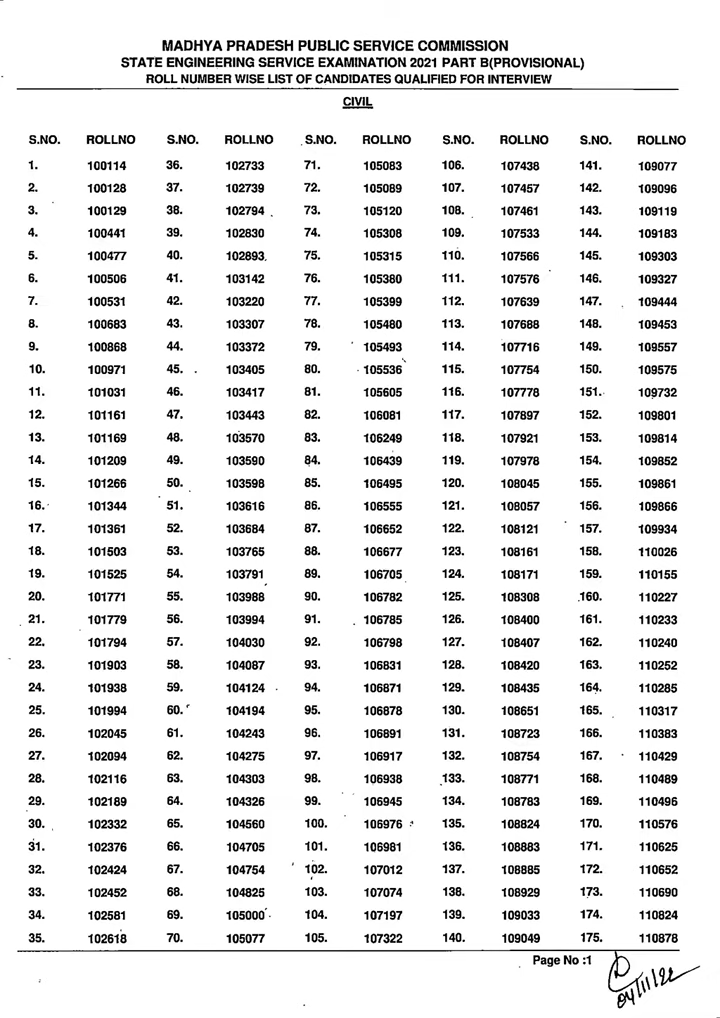 MADHYA PRADESH PUBLIC SERVICE COMMISSION
STATE ENGINEERING SERVICE EXAMINATION 2021 PART B(PROVISIONAL)
ROLL NUMBER WISE LIST OF CANDIDATES QUALIFIED FOR INTERVIEW
CIVIL
S.NO. ROLLNO S.NO. ROLLNO S.NO. ROLLNO S.NO. ROLLNO S.NO. ROLLNO
1. 100114 36. 102733 71. 105083 106. 107438 141. 109077
2. 100128 37. 102739 72. 105089 107. 107457 142. 109096
3. 100129 38. 102794 73. 105120 108. 107461 143. 109119
4. 100441 39. 102830 74. 105308 109. 107533 144. 109183
5. 100477 40. 102893 75. 105315 110. 107566 145. 109303
6. 100506 41. 103142 76. 105380 111. 107576 146. 109327
7. 100531 42. 103220 77. 105399 112. 107639 147. 109444
8. 100683 43. 103307 78. 105480 113. 107688 148. 109453
9. 100868 44. 103372 79. 105493 114. 107716 149. 109557
10. 100971 45. 103405 80. 105536 115. 107754 150. 109575
11. 101031 46. 103417 81. 105605 116. 107778 151. 109732
12. 101161 47. 103443 82. 106081 117. 107897 152. 109801
13. 101169 48. 103570 83. 106249 118. 107921 153. 109814
14. 101209 49. 103590 84. 106439 119. 107978 154. 109852
15. 101266 50. 103598 85. 106495 120. 108045 155. 109861
16. 101344 51. 103616 86. 106555 121. 108057 156. 109866
17. 101361 52. 103684 87. 106652 122. 108121 157. 109934
18. 101503 53. 103765 88. 106677 123. 108161 158. 110026
19. 101525 54. 103791 89. 106705 124. 108171 159. 110155
20. 101771 55. 103988 90. 106782 125. 108308 160. 110227
21. 101779 56. 103994 91. 106785 126. 108400 161. 110233
22. 101794 57. 104030 92. 106798 127. 108407 162. 110240
23. 101903 58. 104087 93. 106831 128. 108420 163. 110252
24. 101938 59. 104124 94. 106871 129. 108435 164. 110285
25. 101994 60. 104194 95. 106878 130. 108651 165. 110317
26. 102045 61. 104243 96. 106891 131. 108723 166. 110383
27. 102094 62. 104275 97. 106917 132. 108754 167. 110429
28. 102116 63. 104303 98. 106938 133. 108771 168. 110489
29. 102189 64. 104326 99. 106945 134. 108783 169. 110496
30. 102332 65. 104560 100. 106976 135. 108824 170. 110576
31. 102376 66. 104705 101. 106981 136. 108883 171. 110625
32. 102424 67. 104754 102. 107012 137. 108885 172. 110652
33. 102452 68. 104825 103. 107074 138. 108929 173. 110690
34. 102581 69. 105000 104. 107197 139. 109033 174. 110824
35. 102618 70. 105077 105. 107322 140. 109049 175. 110878
Page No :1
04/11/22